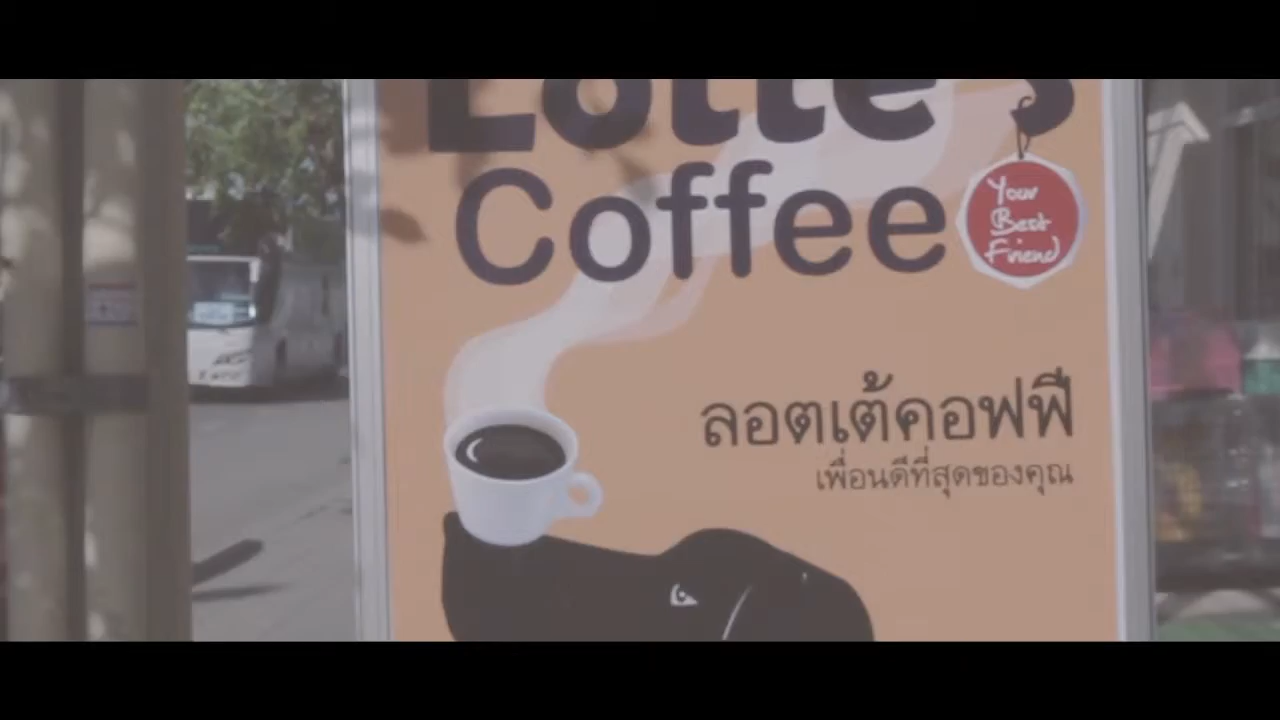 Lotte's
Coffee
Your
Best
Friend
ลอตเต้คอฟฟี
เพื่อนดีที่สุดของคุณ